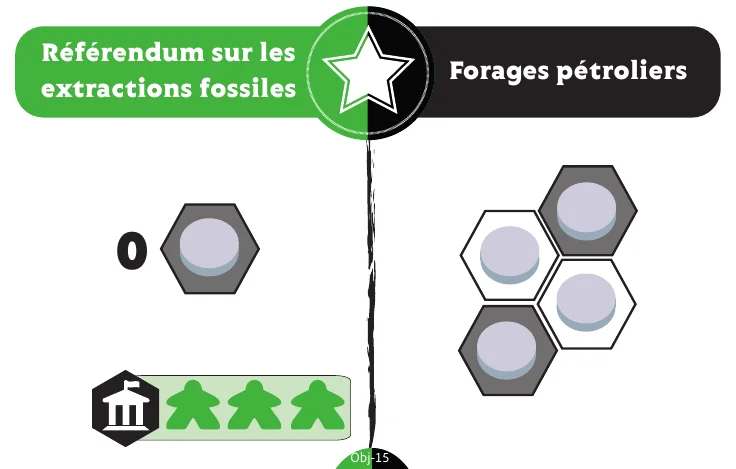 Référendum sur les
extractions fossiles
Forages pétroliers
0
Obj-15